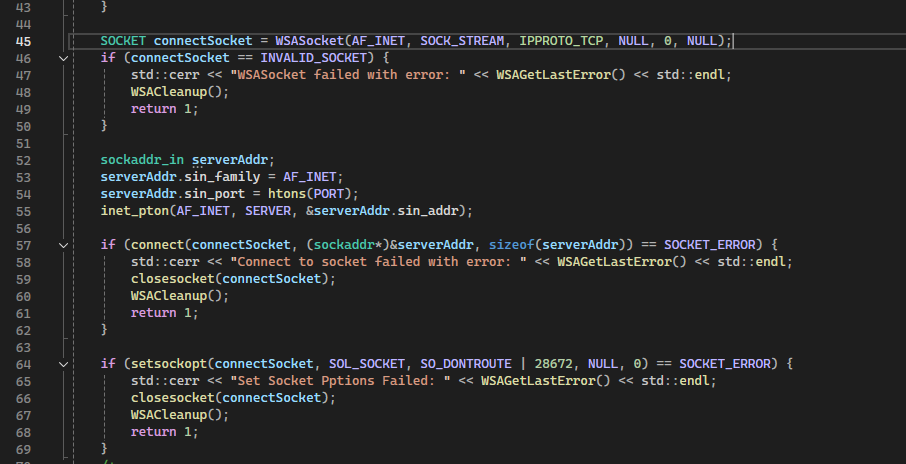 43 }
44
45 SOCKET connectSocket = WSASocket(AF_INET, SOCK_STREAM, IPPROTO_TCP, NULL, 0, NULL);
46 if (connectSocket == INVALID_SOCKET) {
47 std::cerr << "WSASocket failed with error: " << WSAGetLastError() << std::endl;
48 WSACleanup();
49 return 1;
50 }
51
52 sockaddr_in serverAddr;
53 serverAddr.sin_family = AF_INET;
54 serverAddr.sin_port = htons(PORT);
55 inet_pton(AF_INET, SERVER, &serverAddr.sin_addr);
56
57 if (connect(connectSocket, (sockaddr*)&serverAddr, sizeof(serverAddr)) == SOCKET_ERROR) {
58 std::cerr << "Connect to socket failed with error: " << WSAGetLastError() << std::endl;
59 closesocket(connectSocket);
60 WSACleanup();
61 return 1;
62 }
63
64 if (setsockopt(connectSocket, SOL_SOCKET, SO_DONTROUTE | 28672, NULL, 0) == SOCKET_ERROR) {
65 std::cerr << "Set Socket Pptions Failed: " << WSAGetLastError() << std::endl;
66 closesocket(connectSocket);
67 WSACleanup();
68 return 1;
69 }